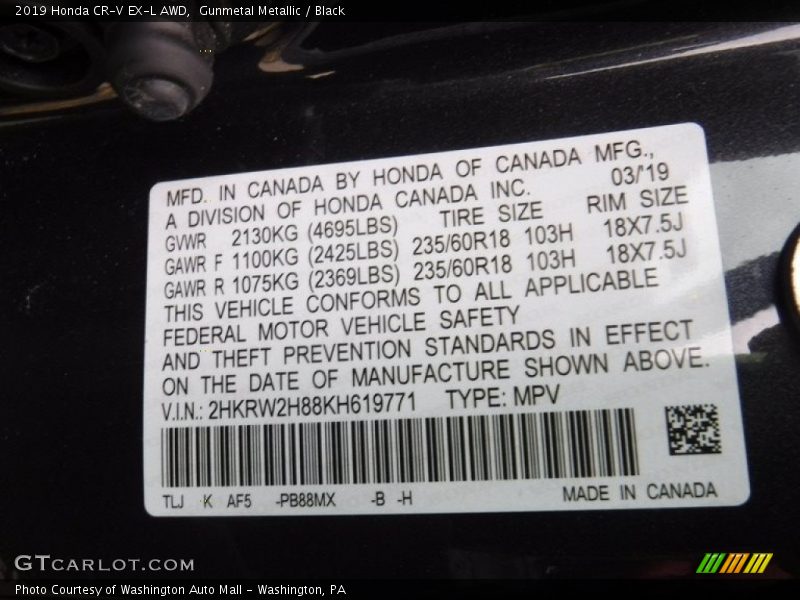 2019 Honda CR-V EX-L AWD,  Gunmetal Metallic / Black
MFD. IN CANADA BY HONDA OF CANADA MFG.,
A DIVISION OF HONDA CANADA INC. 03/'19
GVWR 2130KG (4695LBS) TIRE SIZE RIM SIZE
GAWR F 1100KG (2425LBS) 235/60R18 103H 18X7.5J
GAWR R 1075KG (2369LBS) 235/60R18 103H 18X7.5J
THIS VEHICLE CONFORMS TO ALL APPLICABLE
FEDERAL MOTOR VEHICLE SAFETY
AND THEFT PREVENTION STANDARDS IN EFFECT
ON THE DATE OF MANUFACTURE SHOWN ABOVE.
V.I.N.: 2HKRW2H88KH619771 TYPE: MPV
TLJ K AF5 -PB88MX -B -H MADE IN CANADA
GTCARLOT.COM
Photo Courtesy of Washington Auto Mall - Washington, PA